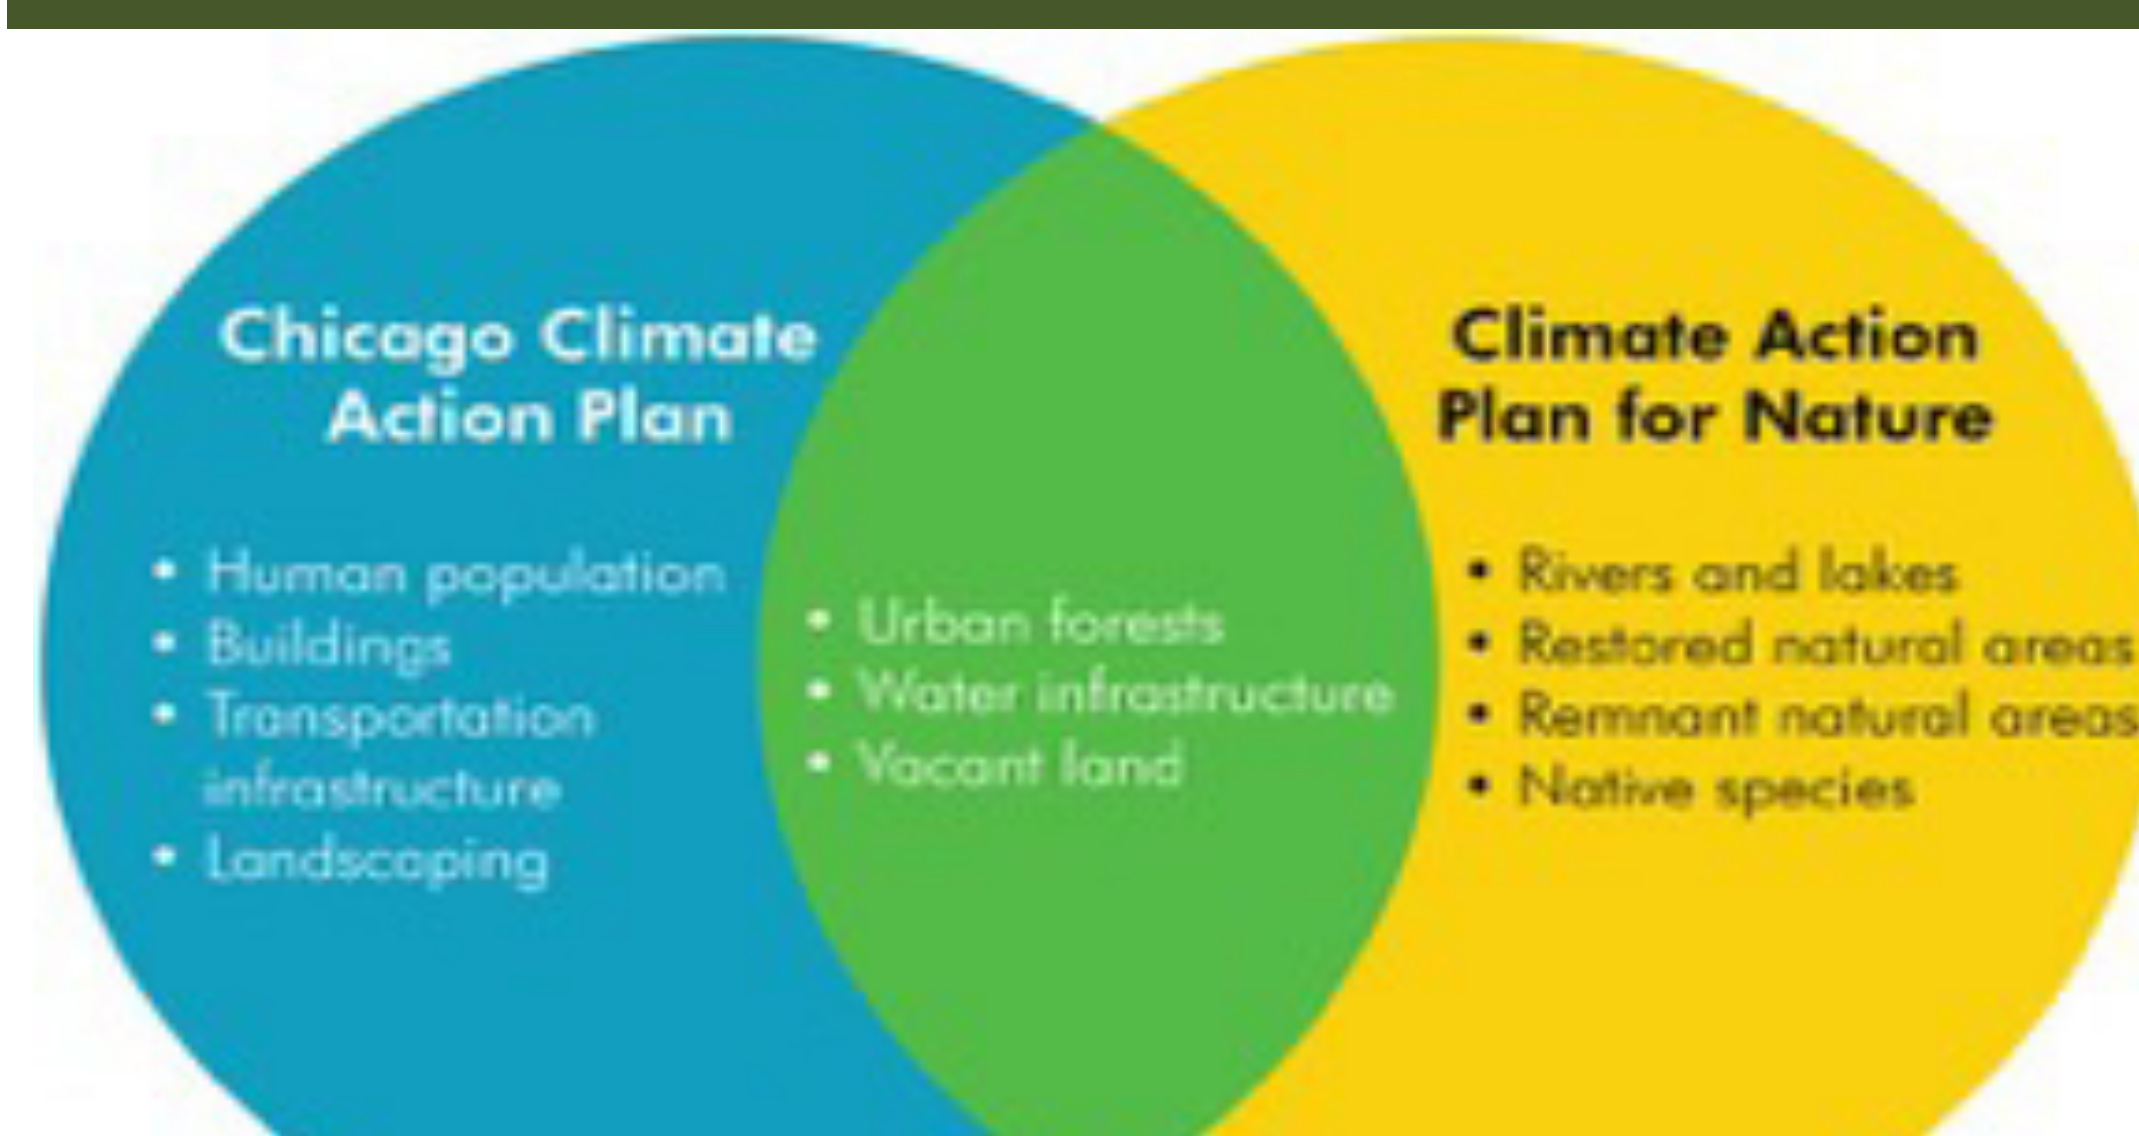 Chicago Climate
Action Plan
• Human population
• Buildings
• Transportation
infrastructure
• Landscaping
• Urban forests
• Water infrastructure
• Vacant land
Climate Action
Plan for Nature
• Rivers and lakes
• Restored natural areas
• Remnant natural areas
• Native species